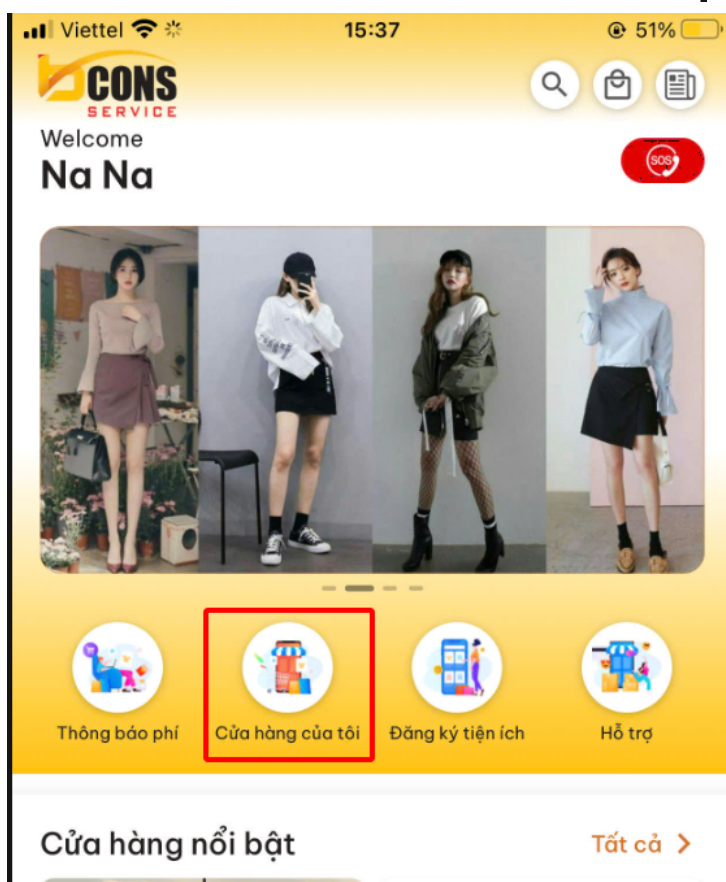 Viettel 15:37 51%
bcons
SERVICE
Welcome
Na Na
SOS
Thông báo phí Cửa hàng của tôi Đăng ký tiện ích Hỗ trợ
Cửa hàng nổi bật Tất cả